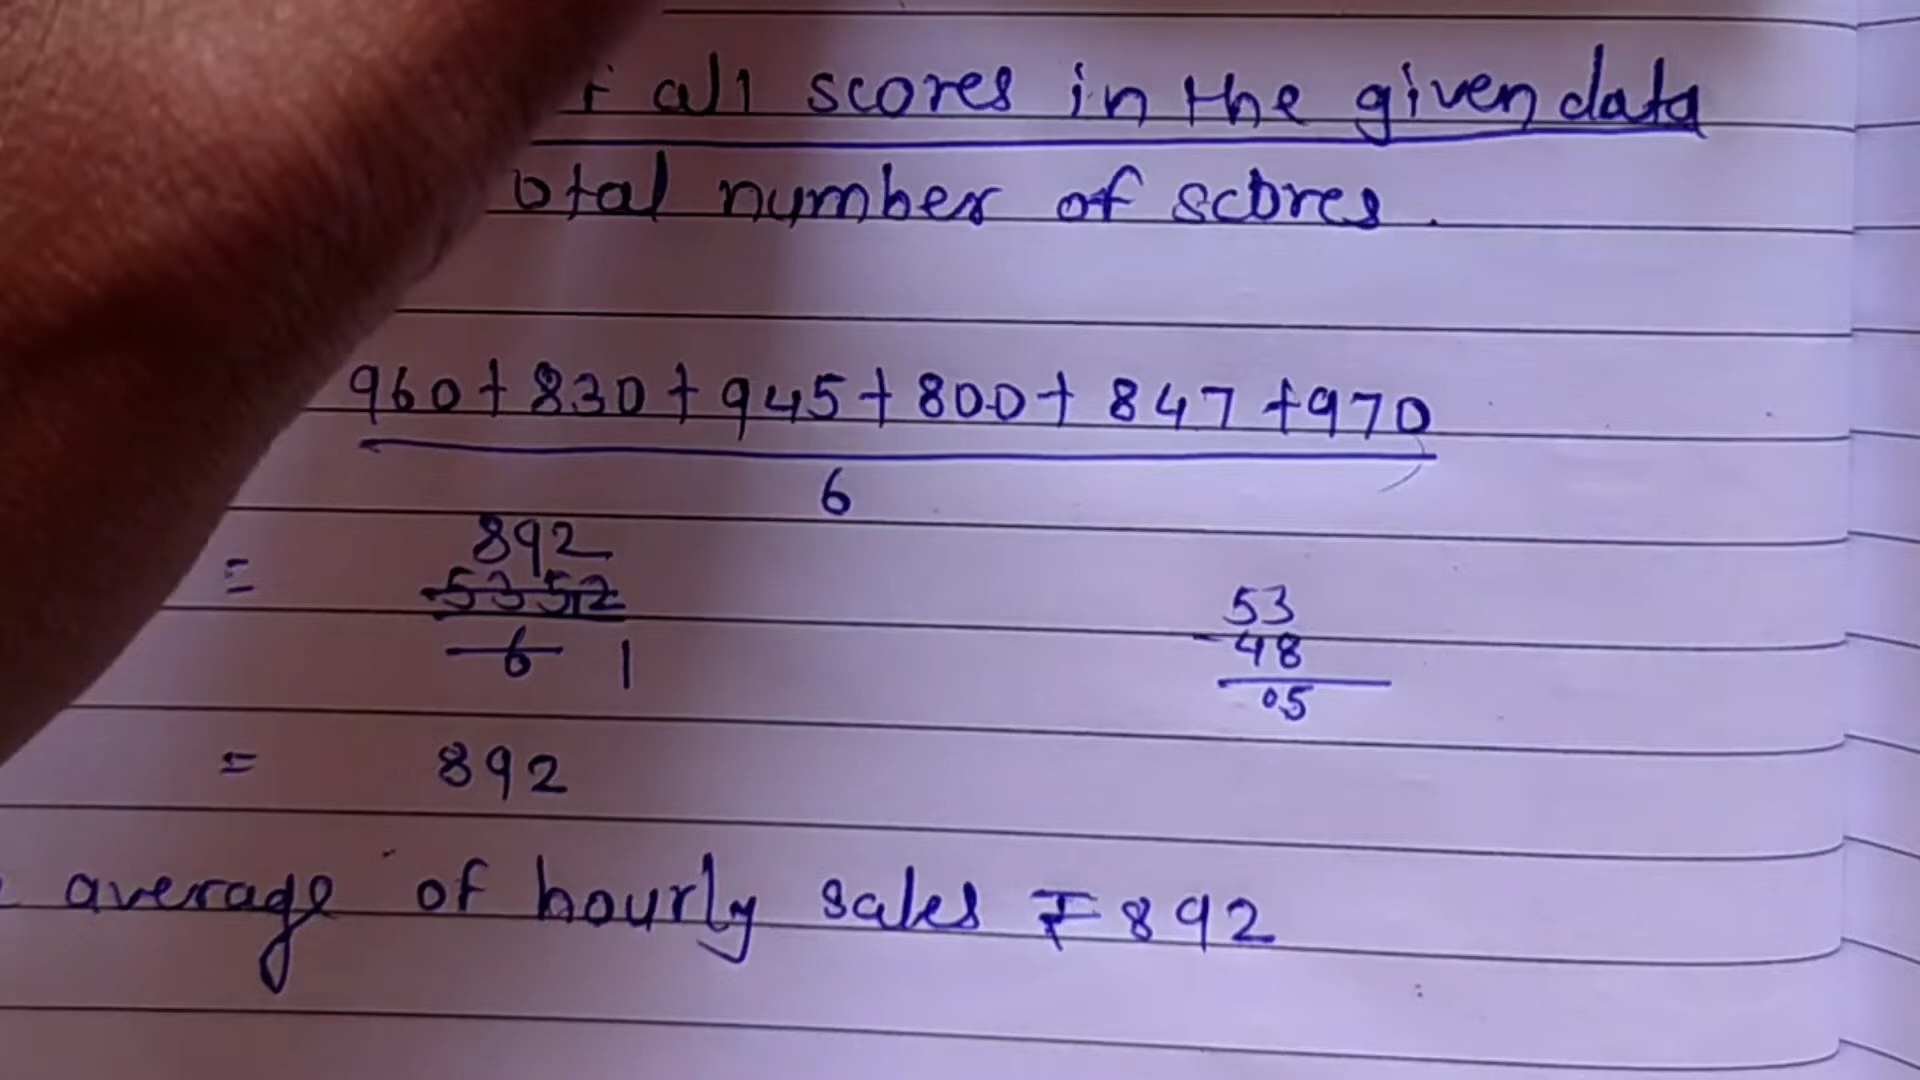 all scores in the given data
otal number of scores.
960 + 830 + 945 + 800 + 847 + 970
6
892
= 5352
6 1
53
- 48
05
= 892
average of hourly sales ₹ 892